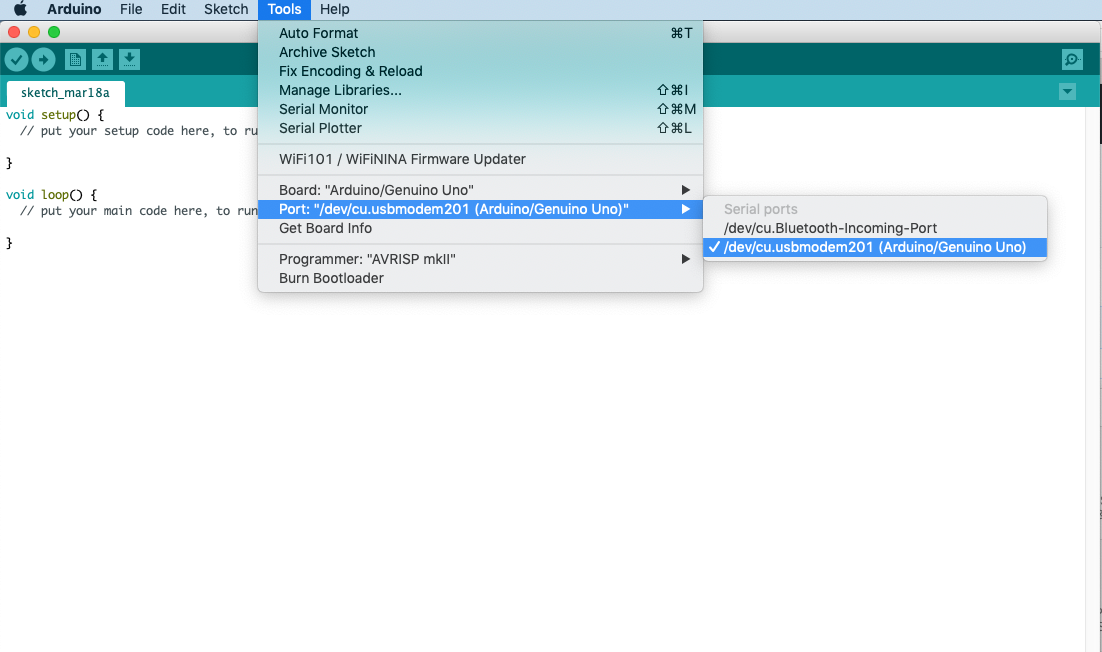 Arduino File Edit Sketch Tools Help
Auto Format ⌘T
Archive Sketch
Fix Encoding & Reload
Manage Libraries... ⇧⌘I
Serial Monitor ⇧⌘M
Serial Plotter ⇧⌘L
WiFi101 / WiFiNINA Firmware Updater
Board: "Arduino/Genuino Uno"
Port: "/dev/cu.usbmodem201 (Arduino/Genuino Uno)"
Get Board Info
Programmer: "AVRISP mkII"
Burn Bootloader
Serial ports
/dev/cu.Bluetooth-Incoming-Port
✓/dev/cu.usbmodem201 (Arduino/Genuino Uno)
sketch_mar18a
void setup() {
// put your setup code here, to ru
}
void loop() {
// put your main code here, to run
}